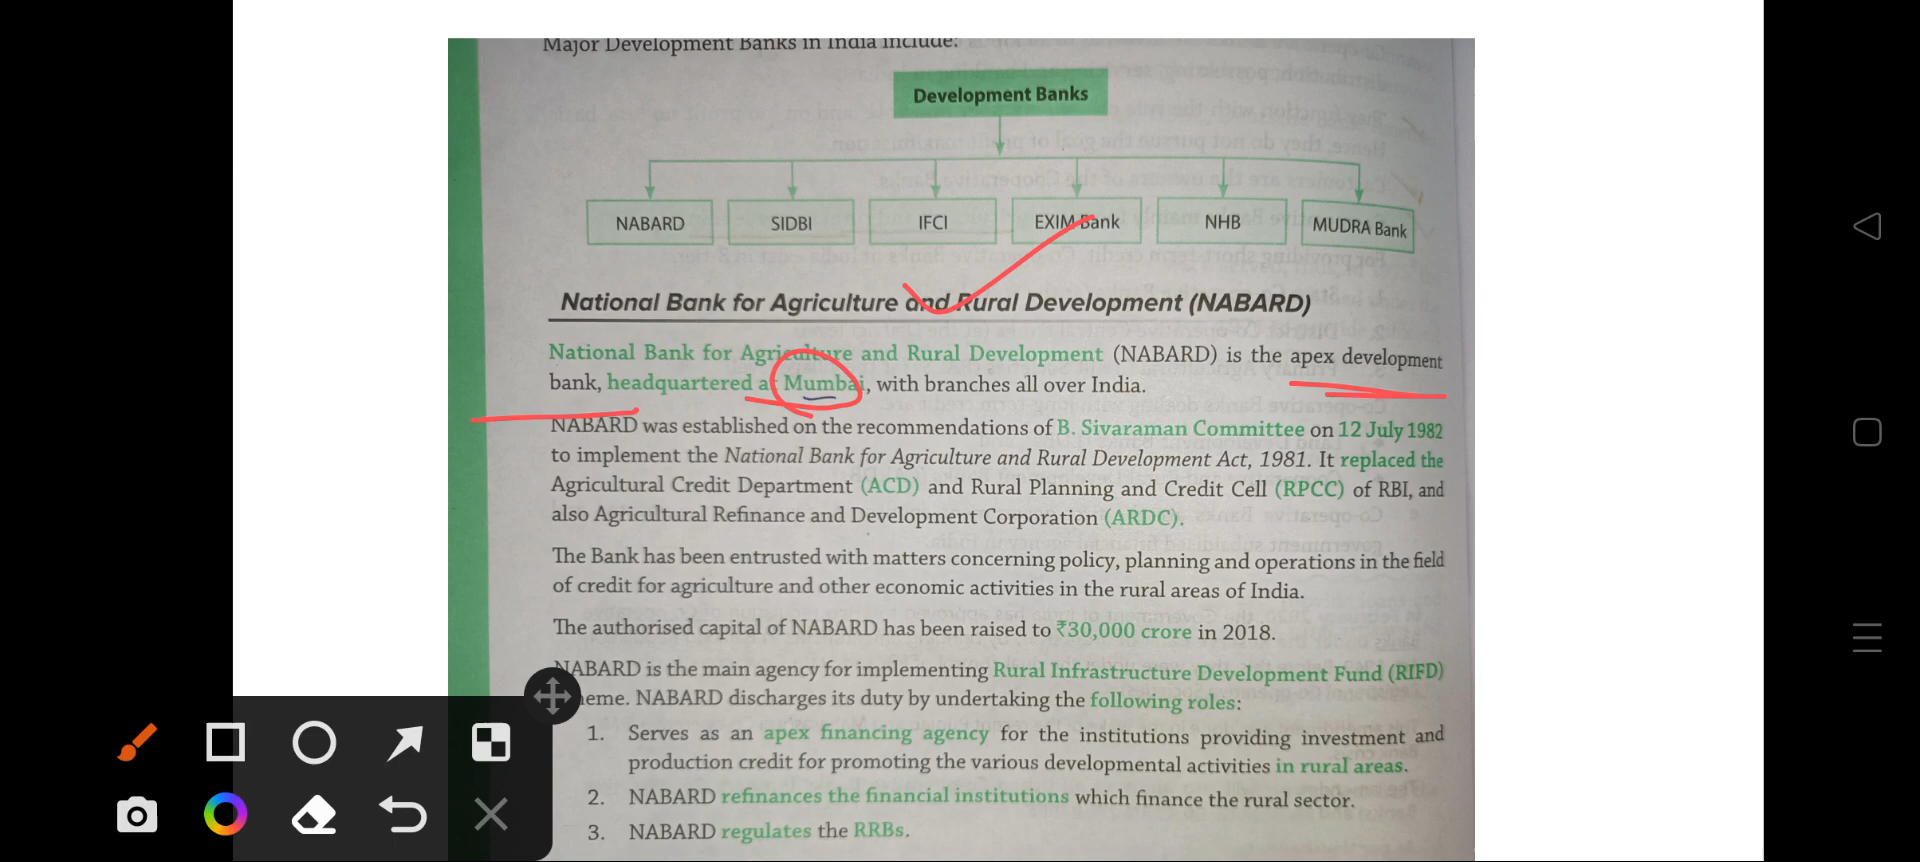 Major Development Banks in India include:
Development Banks
NABARD SIDBI IFCI EXIM Bank NHB MUDRA Bank
National Bank for Agriculture and Rural Development (NABARD)
National Bank for Agriculture and Rural Development (NABARD) is the apex development
bank, headquartered at Mumbai, with branches all over India.
NABARD was established on the recommendations of B. Sivaraman Committee on 12 July 1982
to implement the National Bank for Agriculture and Rural Development Act, 1981. It replaced the
Agricultural Credit Department (ACD) and Rural Planning and Credit Cell (RPCC) of RBI, and
also Agricultural Refinance and Development Corporation (ARDC).
The Bank has been entrusted with matters concerning policy, planning and operations in the field
of credit for agriculture and other economic activities in the rural areas of India.
The authorised capital of NABARD has been raised to ₹30,000 crore in 2018.
NABARD is the main agency for implementing Rural Infrastructure Development Fund (RIFD)
heme. NABARD discharges its duty by undertaking the following roles:
1. Serves as an apex financing agency for the institutions providing investment and
production credit for promoting the various developmental activities in rural areas.
2. NABARD refinances the financial institutions which finance the rural sector.
3. NABARD regulates the RRBs.